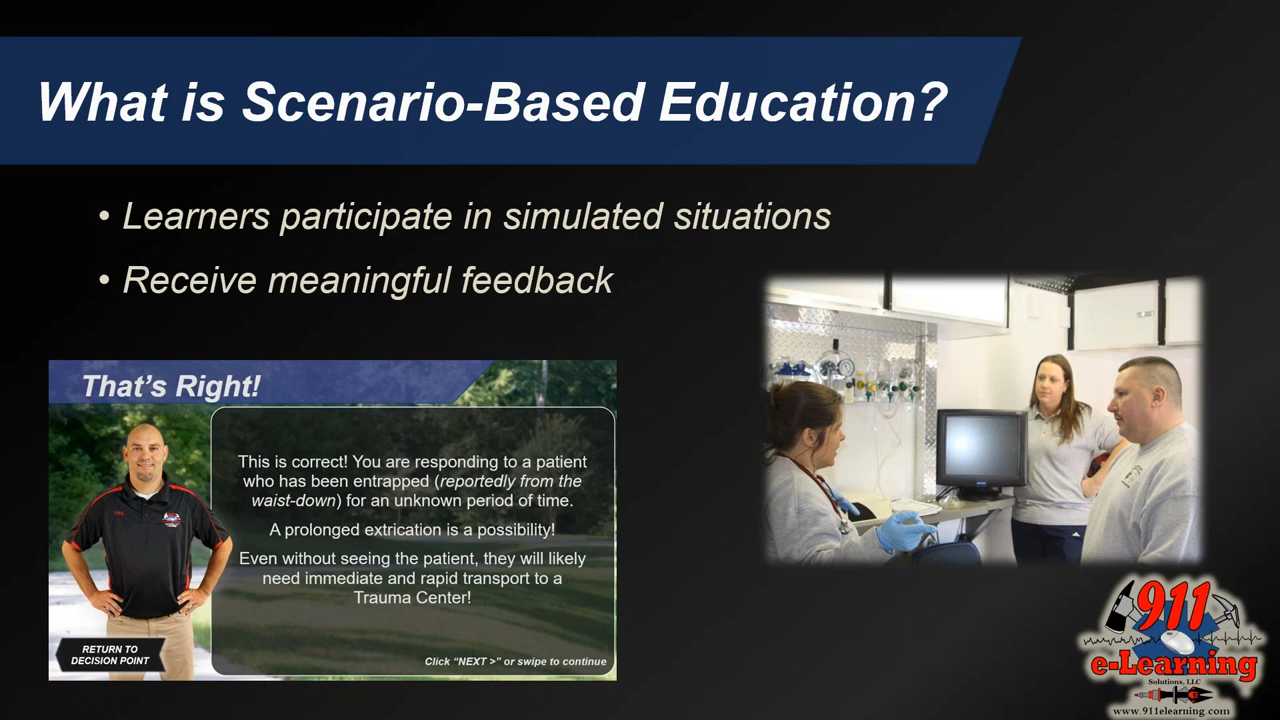 What is Scenario-Based Education?
• Learners participate in simulated situations
• Receive meaningful feedback
That's Right!
This is correct! You are responding to a patient
who has been entrapped (reportedly from the
waist-down) for an unknown period of time.
A prolonged extrication is a possibility!
Even without seeing the patient, they will likely
need immediate and rapid transport to a
Trauma Center!
RETURN TO
DECISION POINT
Click “NEXT >” or swipe to continue
911
e-Learning
Solutions, LLC
www.911elearning.com